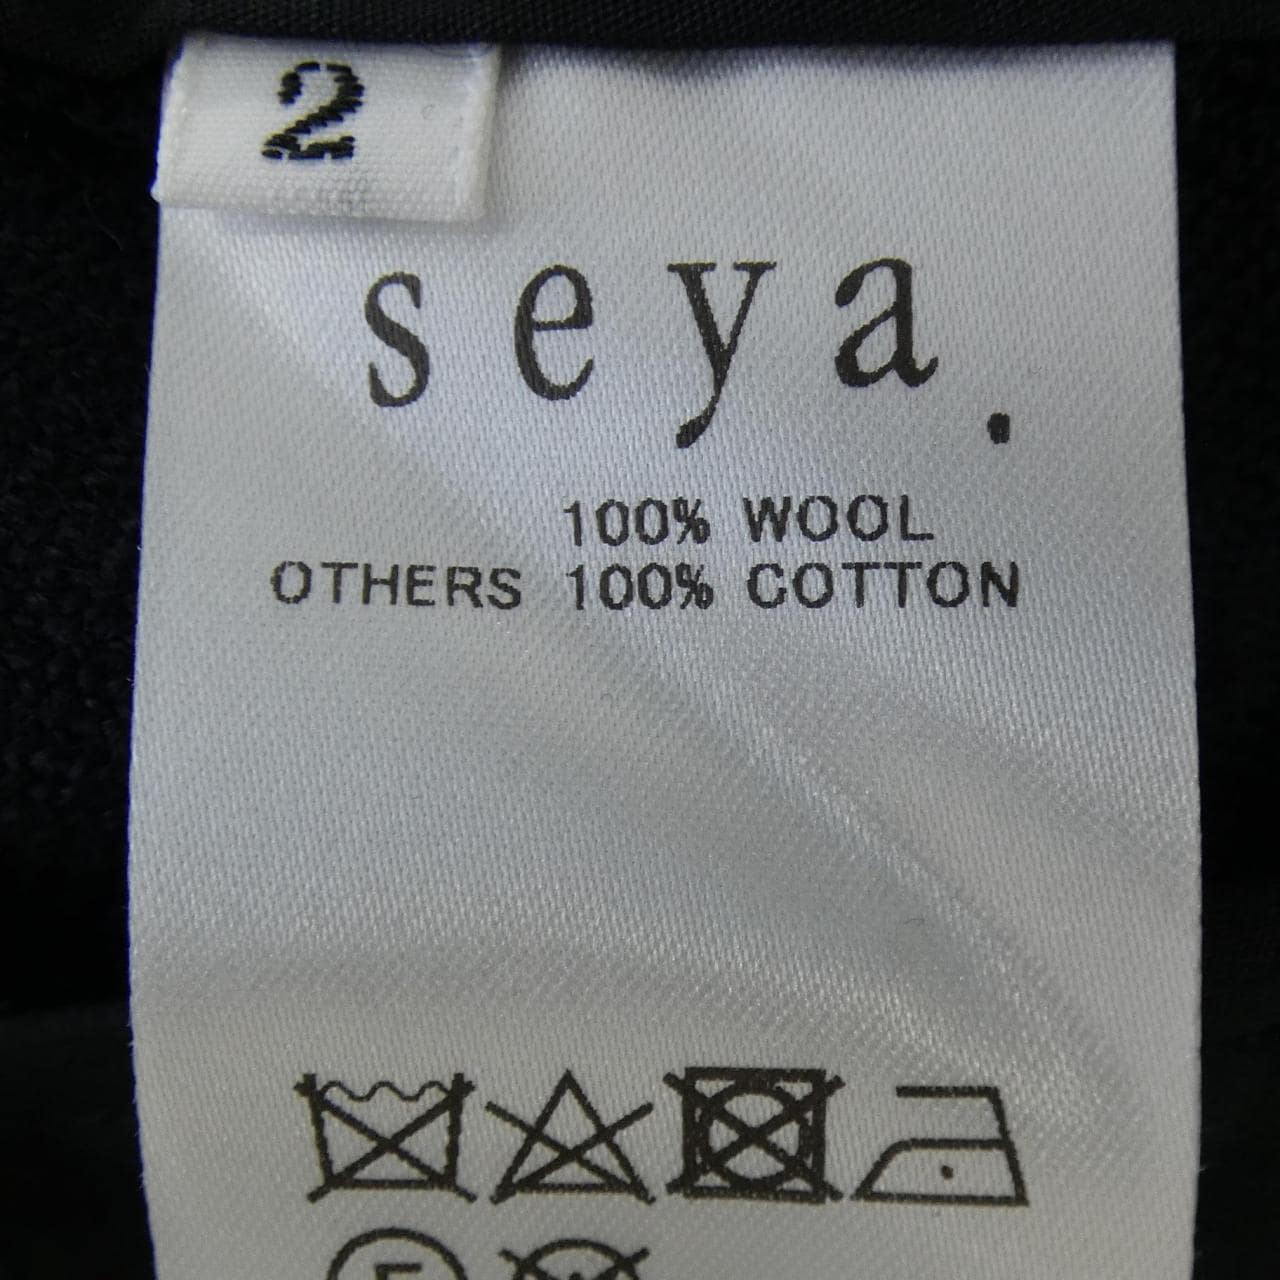 2
seya.
100% WOOL
OTHERS 100% COTTON